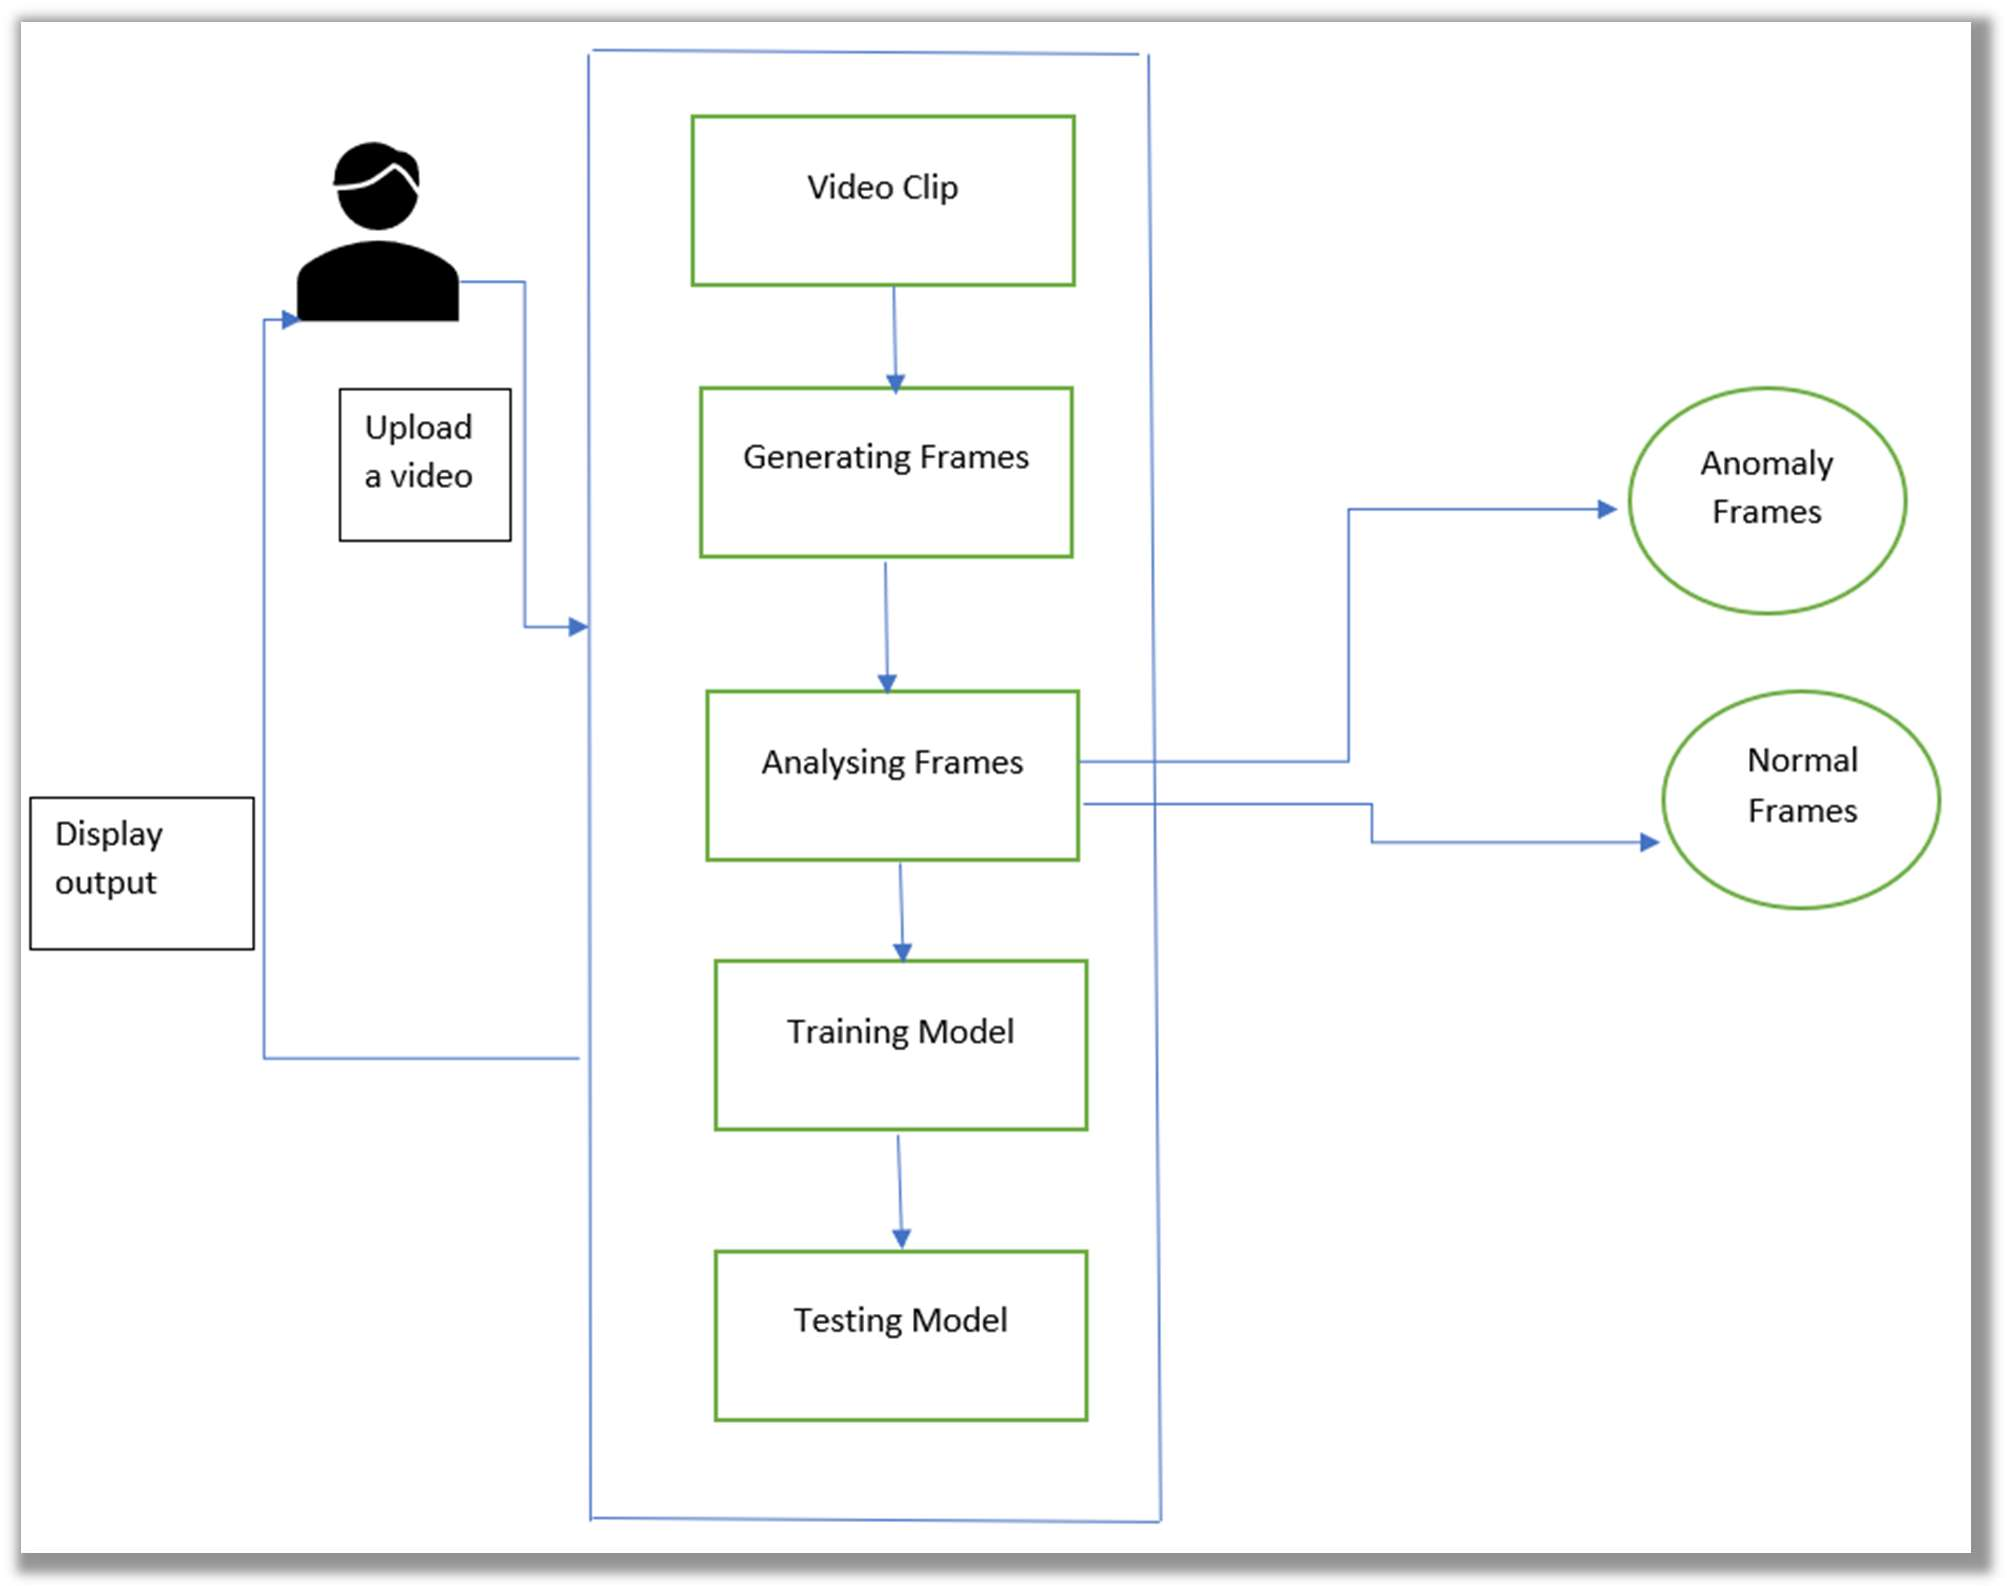 Video Clip
Upload
a video
Generating Frames
Anomaly
Frames
Analysing Frames
Normal
Frames
Display
output
Training Model
Testing Model